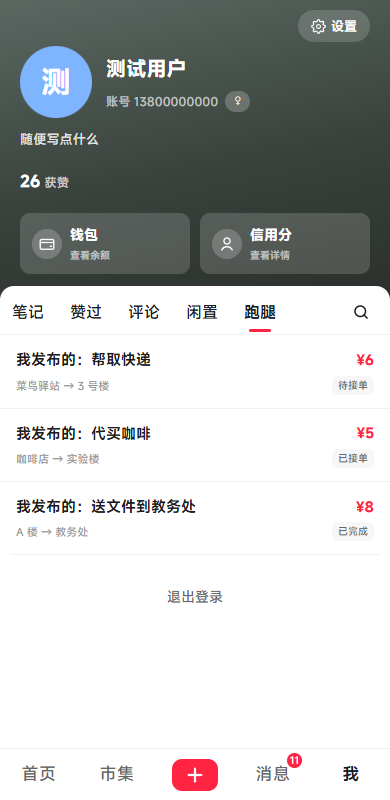 设置
测
测试用户
账号 13800000000
随便写点什么
26 获赞
钱包
查看余额
信用分
查看详情
笔记 赞过 评论 闲置 跑腿
我发布的：帮取快递 ¥6
菜鸟驿站 → 3 号楼 待接单
我发布的：代买咖啡 ¥5
咖啡店 → 实验楼 已接单
我发布的：送文件到教务处 ¥8
A 楼 → 教务处 已完成
退出登录
首页 市集 消息 11 我